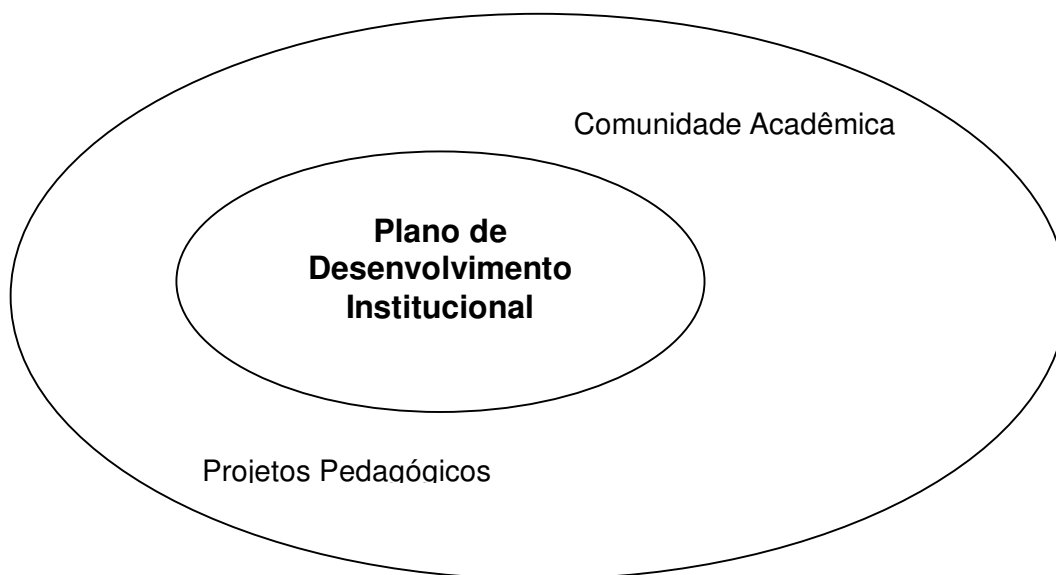 Comunidade Acadêmica
Plano de
Desenvolvimento
Institucional
Projetos Pedagógicos